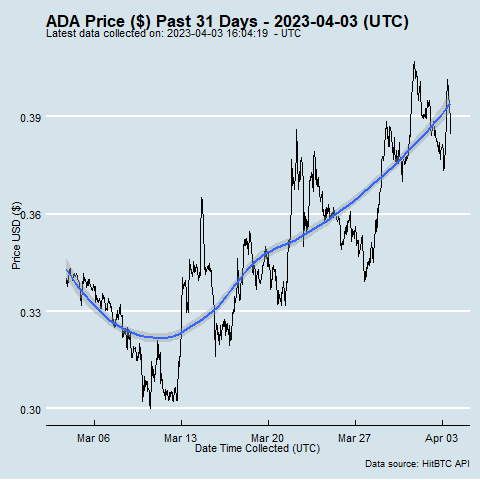 ADA Price ($) Past 31 Days - 2023-04-03 (UTC)
Latest data collected on: 2023-04-03 16:04:19 - UTC
Price USD ($)
0.39
0.36
0.33
0.30
Mar 06 Mar 13 Mar 20 Mar 27 Apr 03
Date Time Collected (UTC)
Data source: HitBTC API